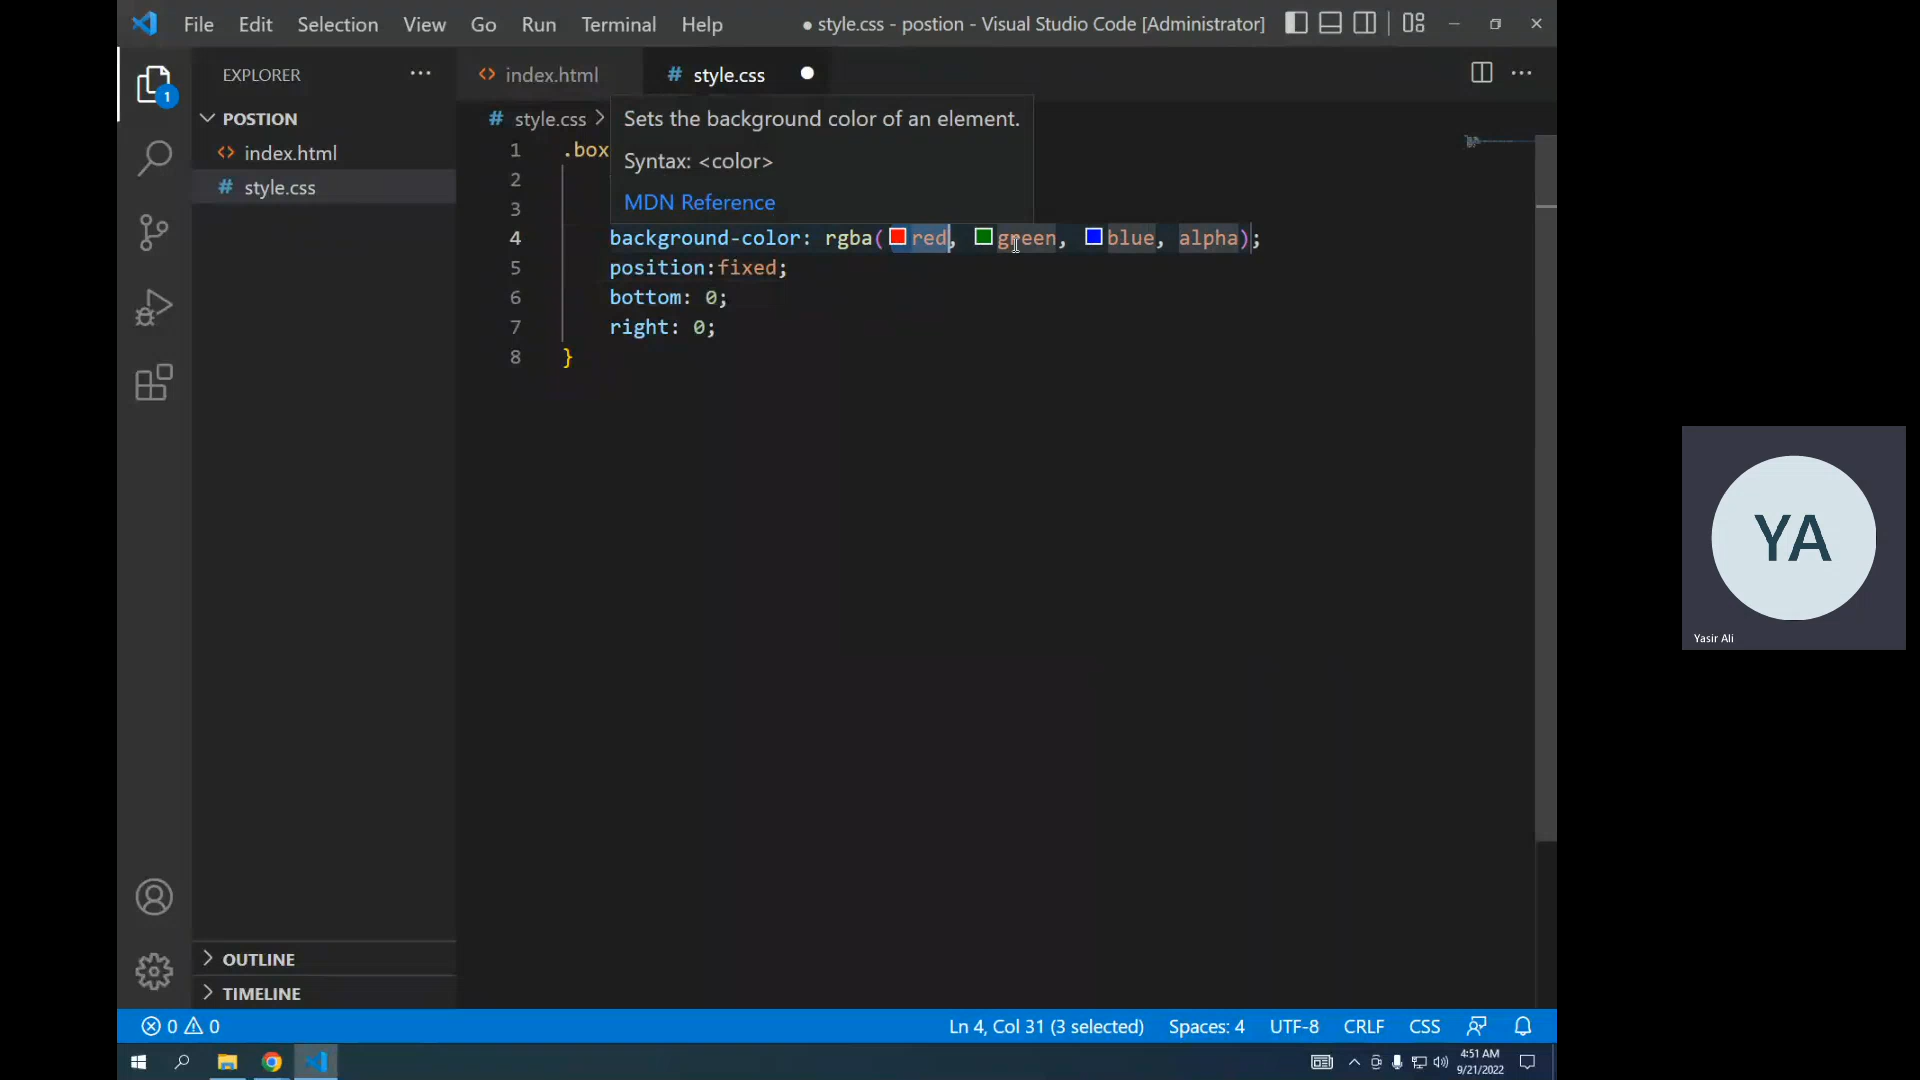 File Edit Selection View Go Run Terminal Help ● style.css - postion - Visual Studio Code [Administrator]
EXPLORER ···
index.html
# style.css
POSTION
# style.css >
index.html
# style.css
1
Sets the background color of an element.
Syntax: <color>
MDN Reference
1 .box
2
3
4 background-color: rgba(red, green, blue, alpha);
5 position:fixed;
6 bottom: 0;
7 right: 0;
8 }
YA
Yasir Ali
OUTLINE
TIMELINE
0 0 Ln 4, Col 31 (3 selected) Spaces: 4 UTF-8 CRLF CSS
4:51 AM
9/21/2022